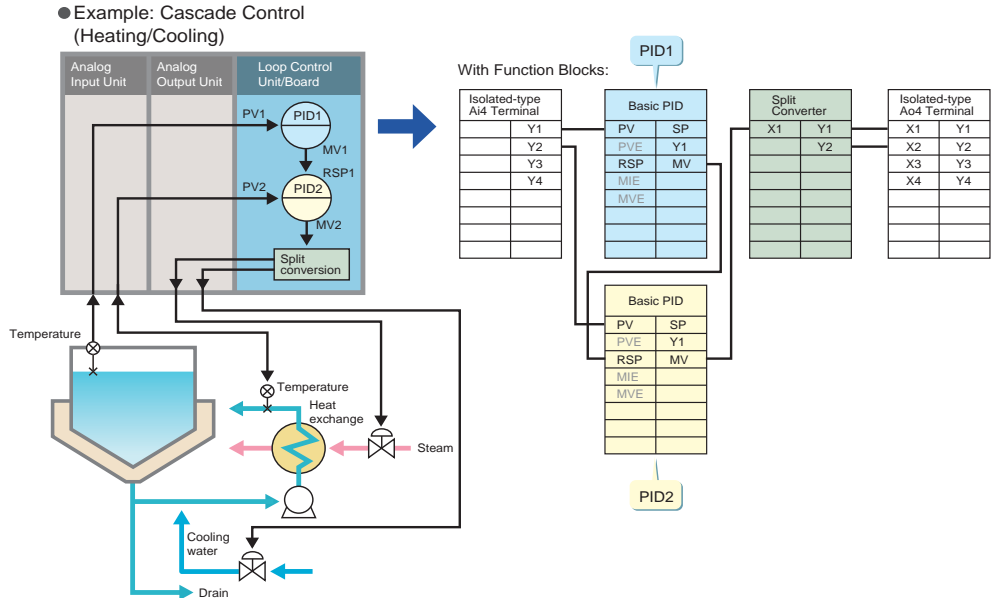 ●Example: Cascade Control
(Heating/Cooling)
Analog
Input Unit
Analog
Output Unit
Loop Control
Unit/Board
PV1
PID1
MV1
RSP1
PV2
PID2
MV2
Split
conversion
Temperature
Temperature
Heat
exchange
Steam
Cooling
water
Drain
With Function Blocks:
PID1
Isolated-type
Ai4 Terminal
Y1
Y2
Y3
Y4
Basic PID
PV SP
PVE Y1
RSP MV
MIE
MVE
Split
Converter
X1 Y1
Y2
Isolated-type
Ao4 Terminal
X1 Y1
X2 Y2
X3 Y3
X4 Y4
Basic PID
PV SP
PVE Y1
RSP MV
MIE
MVE
PID2